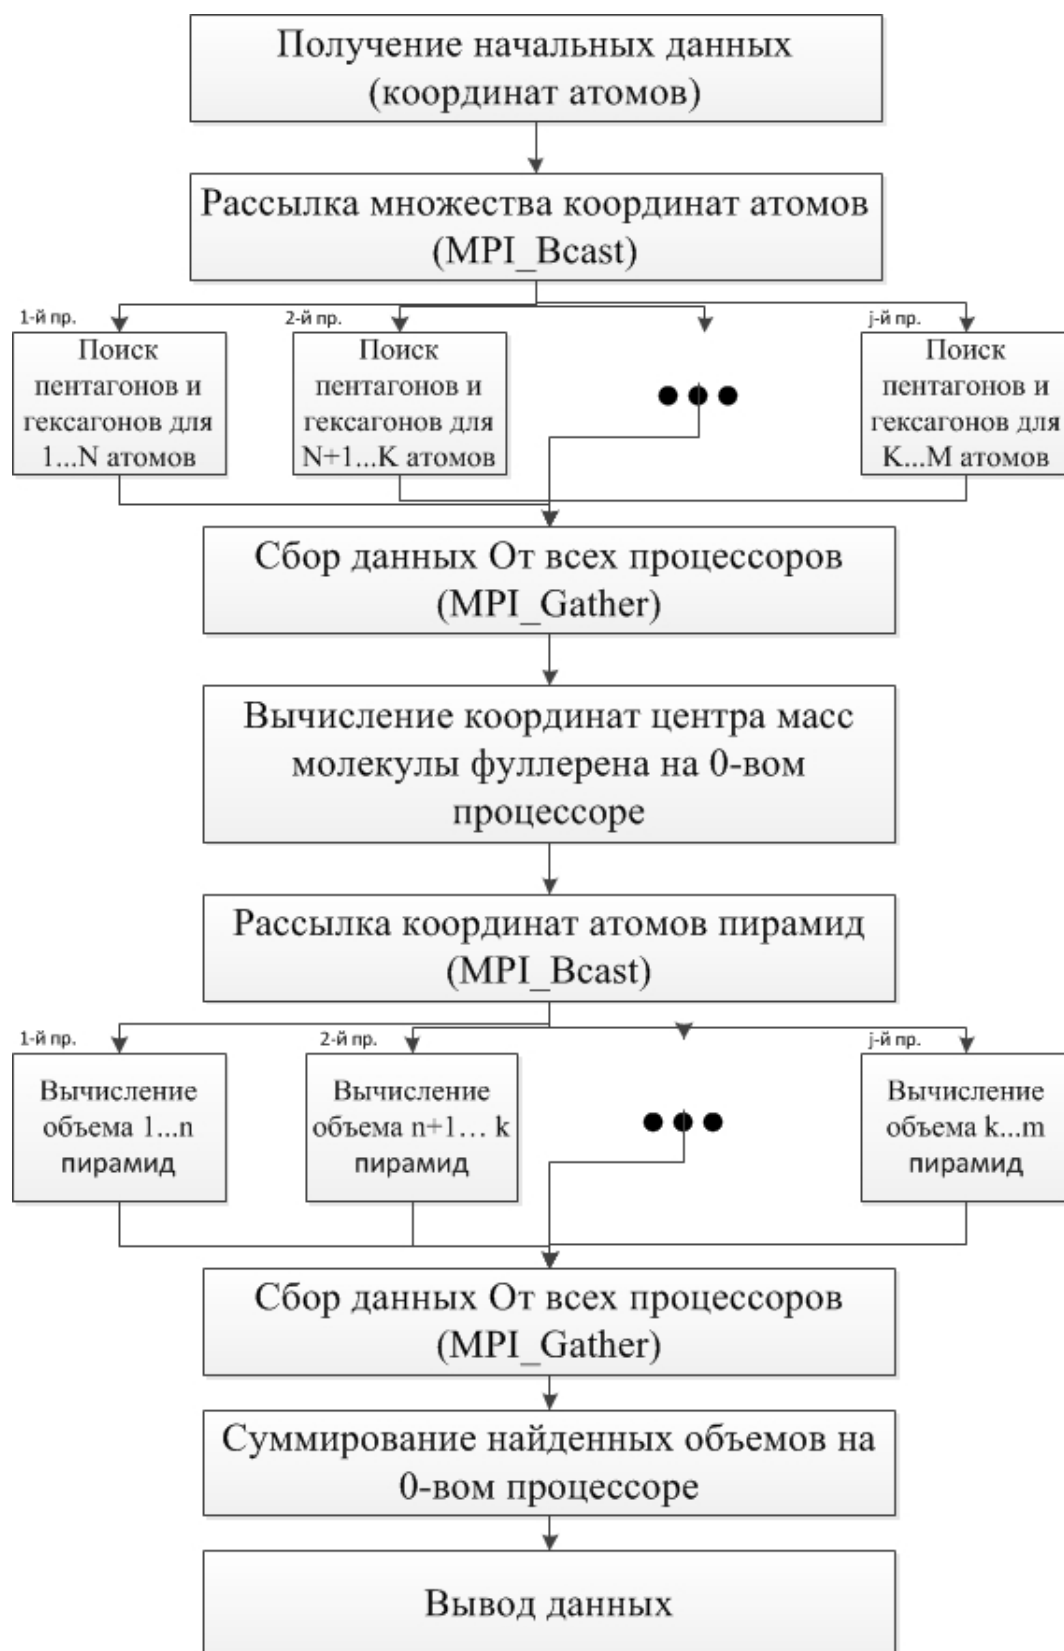 Получение начальных данных
(координат атомов)
Рассылка множества координат атомов
(MPI_Bcast)
1-й пр.
2-й пр.
j-й пр.
Поиск
пентагонов и
гексагонов для
1...N атомов
Поиск
пентагонов и
гексагонов для
N+1...K атомов
Поиск
пентагонов и
гексагонов для
K...M атомов
Сбор данных От всех процессоров
(MPI_Gather)
Вычисление координат центра масс
молекулы фуллерена на 0-вом
процессоре
Рассылка координат атомов пирамид
(MPI_Bcast)
1-й пр.
2-й пр.
j-й пр.
Вычисление
объема 1...n
пирамид
Вычисление
объема n+1... k
пирамид
Вычисление
объема k...m
пирамид
Сбор данных От всех процессоров
(MPI_Gather)
Суммирование найденных объемов на
0-вом процессоре
Вывод данных